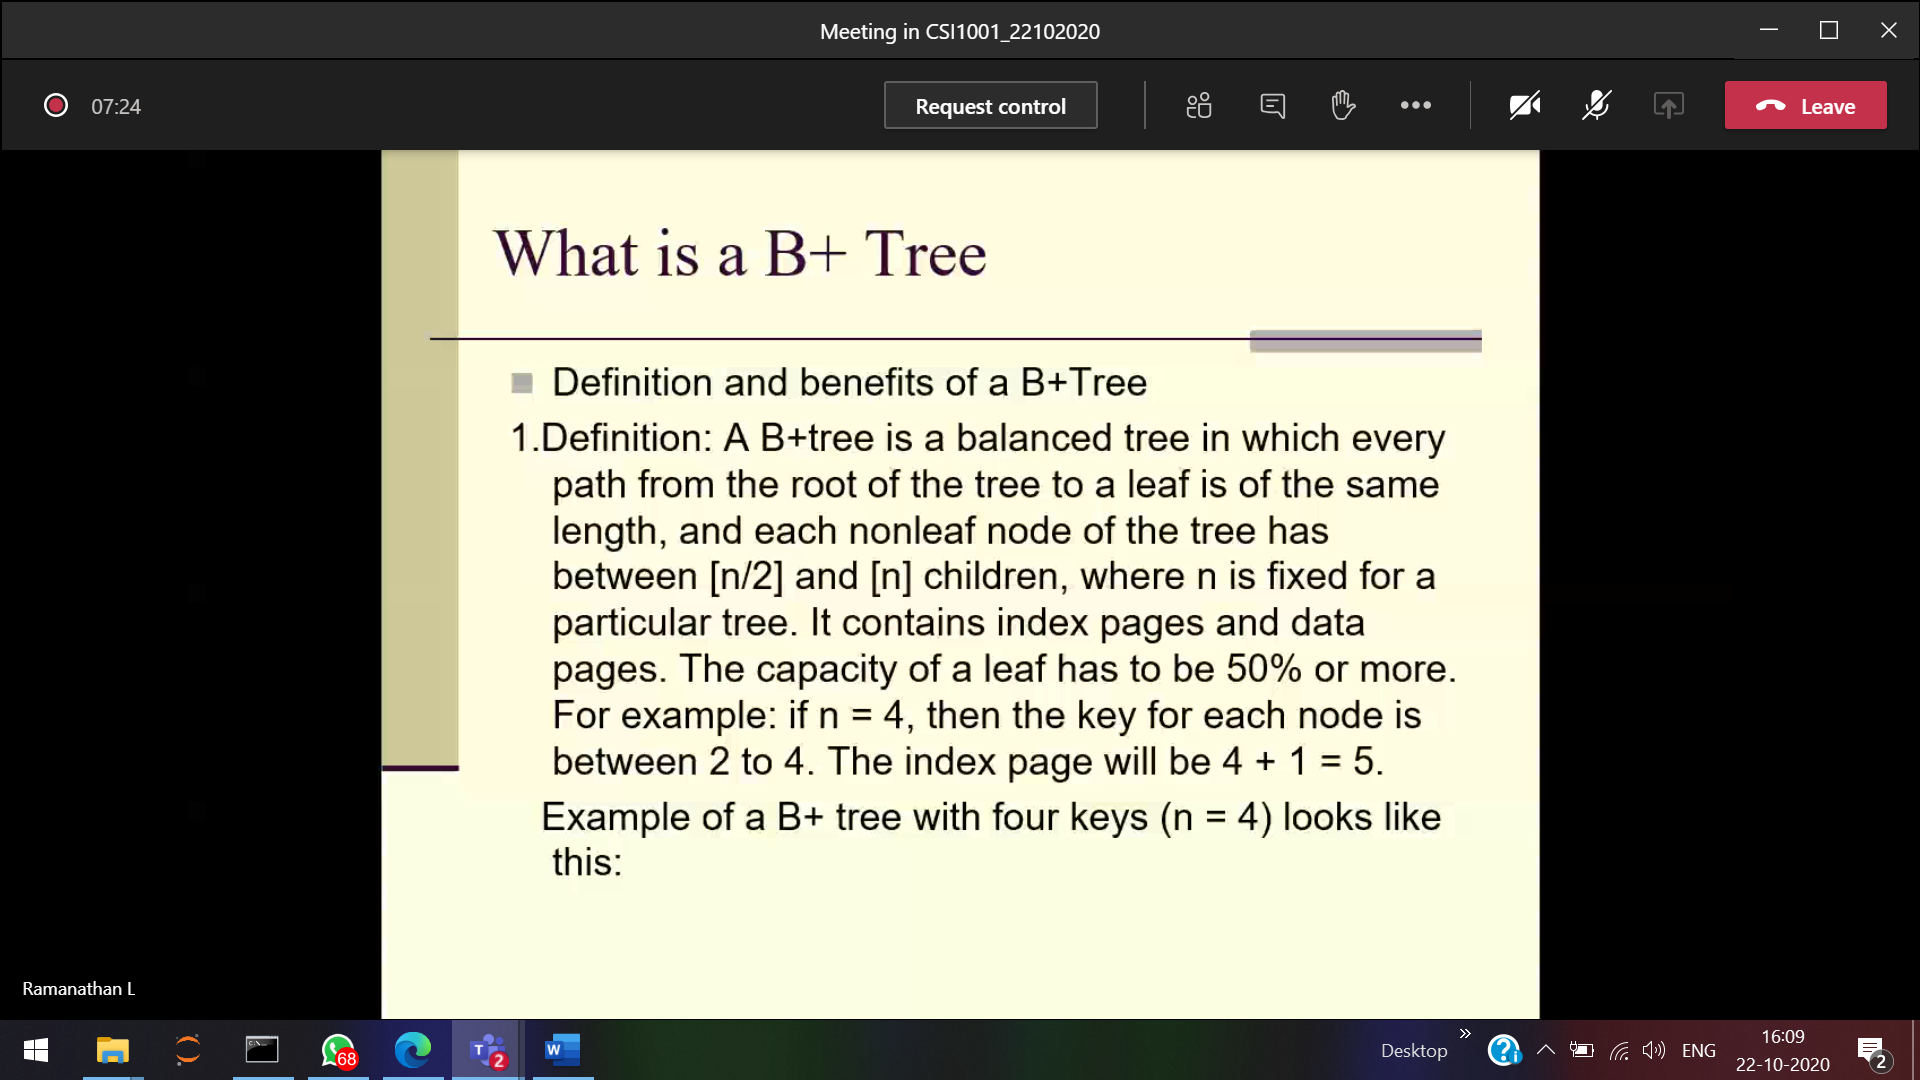 Meeting in CSI1001_22102020
07:24
Request control
Leave
What is a B+ Tree
Definition and benefits of a B+Tree
1.Definition: A B+tree is a balanced tree in which every
path from the root of the tree to a leaf is of the same
length, and each nonleaf node of the tree has
between [n/2] and [n] children, where n is fixed for a
particular tree. It contains index pages and data
pages. The capacity of a leaf has to be 50% or more.
For example: if n = 4, then the key for each node is
between 2 to 4. The index page will be 4 + 1 = 5.
Example of a B+ tree with four keys (n = 4) looks like
this:
Ramanathan L
68
T
2
W
Desktop
ENG
16:09
22-10-2020
2